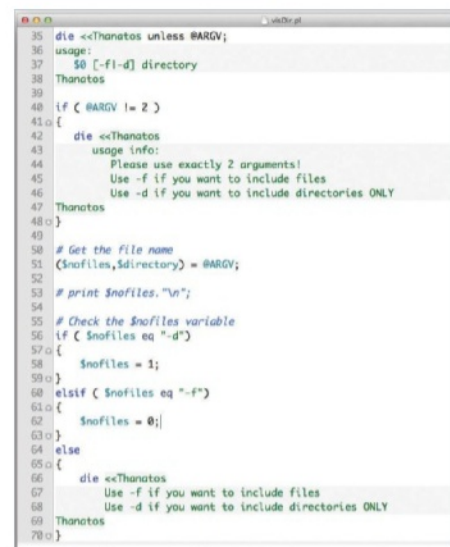 visDir.pl
35 die <<Thanatos unless @ARGV;
36 usage:
37 $0 [-f|-d] directory
38 Thanatos
39
40 if ( @ARGV != 2 )
41 {
42 die <<Thanatos
43 usage info:
44 Please use exactly 2 arguments!
45 Use -f if you want to include files
46 Use -d if you want to include directories ONLY
47 Thanatos
48 }
49
50 # Get the file name
51 ($nofiles,$directory) = @ARGV;
52
53 # print $nofiles."\n";
54
55 # Check the $nofiles variable
56 if ( $nofiles eq "-d")
57 {
58 $nofiles = 1;
59 }
60 elsif ( $nofiles eq "-f")
61 {
62 $nofiles = 0;
63 }
64 else
65 {
66 die <<Thanatos
67 Use -f if you want to include files
68 Use -d if you want to include directories ONLY
69 Thanatos
70 }